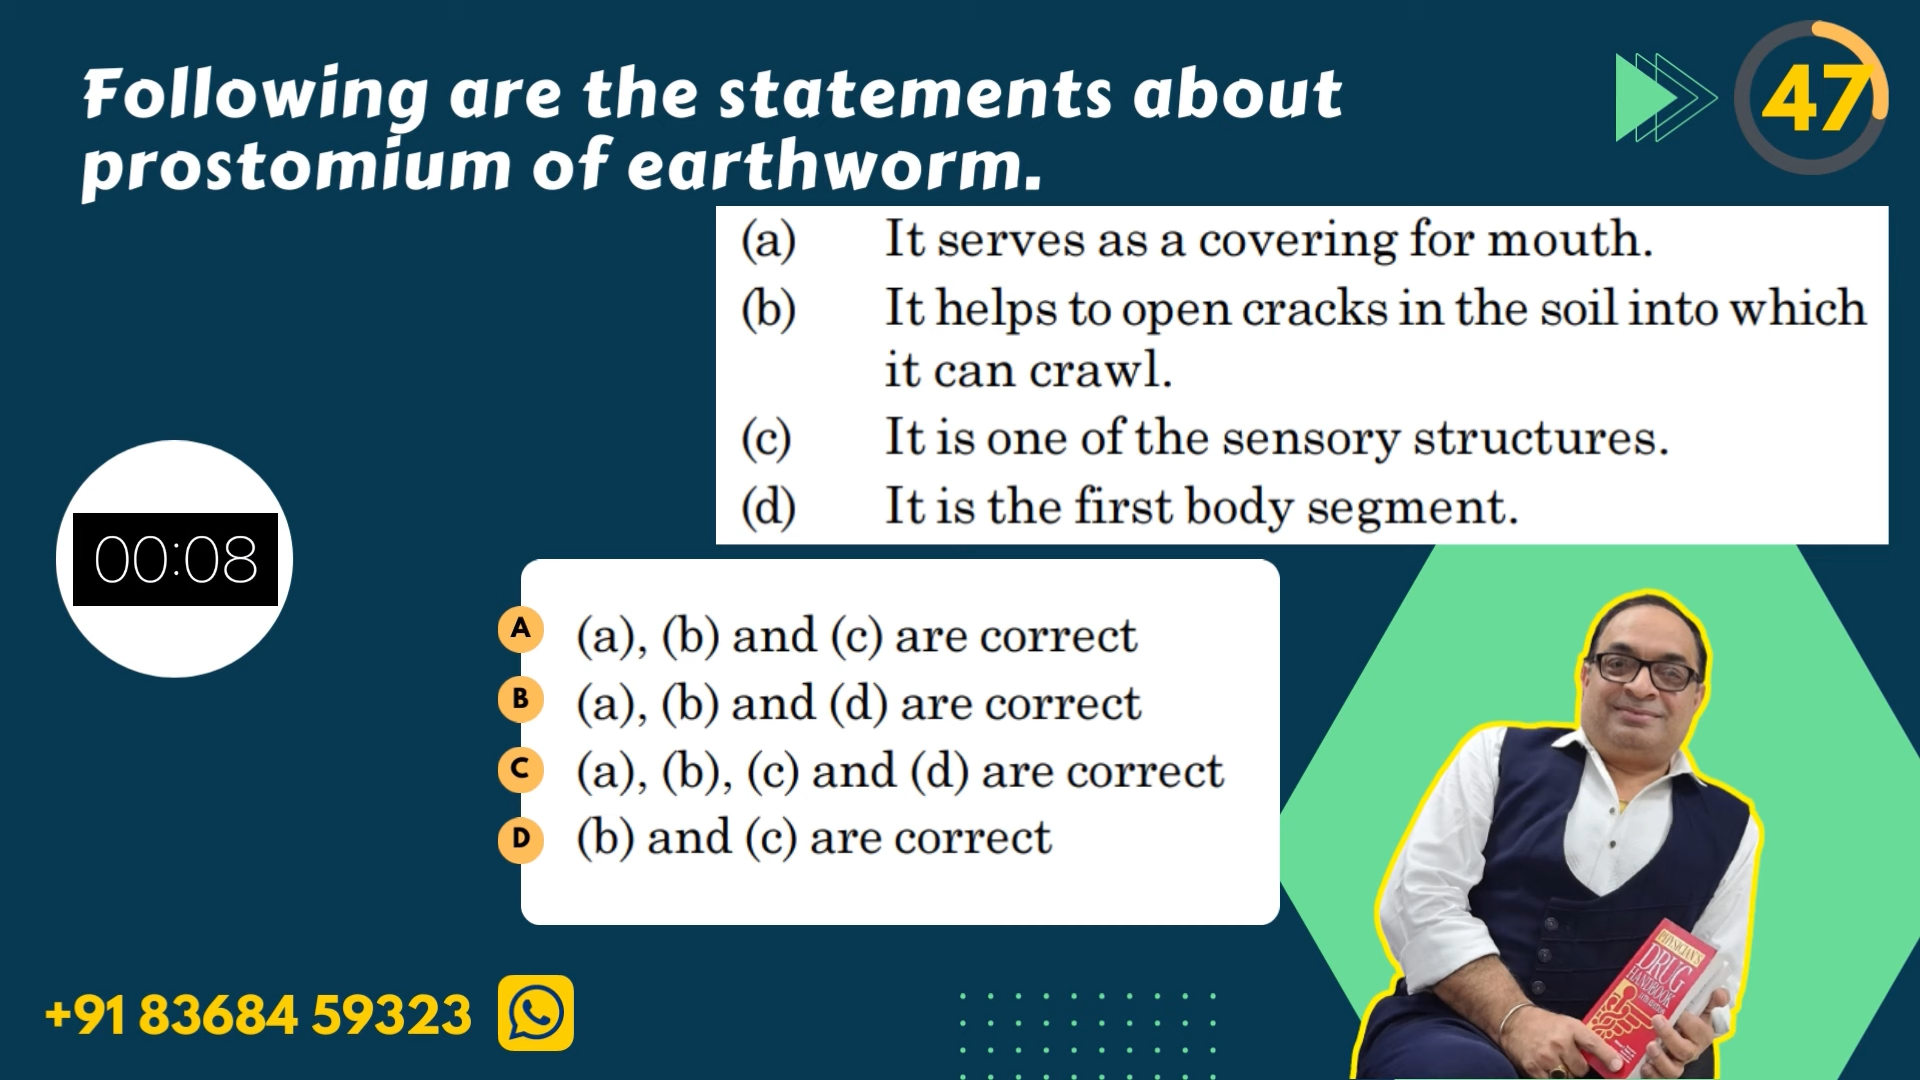 Following are the statements about
prostomium of earthworm.
47
(a) It serves as a covering for mouth.
(b) It helps to open cracks in the soil into which
it can crawl.
(c) It is one of the sensory structures.
(d) It is the first body segment.
00:08
A (a), (b) and (c) are correct
B (a), (b) and (d) are correct
C (a), (b), (c) and (d) are correct
D (b) and (c) are correct
+91 83684 59323
PHYSICIAN'S
DRUG
HANDBOOK